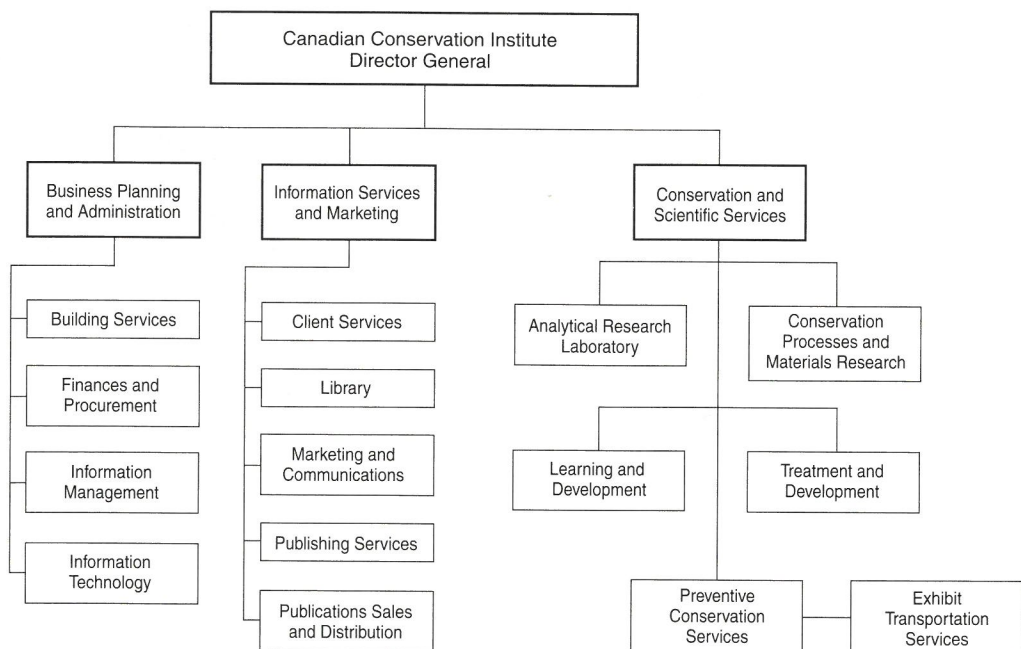 Canadian Conservation Institute
Director General
Business Planning
and Administration
Information Services
and Marketing
Conservation and
Scientific Services
Building Services
Finances and
Procurement
Information
Management
Information
Technology
Client Services
Library
Marketing and
Communications
Publishing Services
Publications Sales
and Distribution
Analytical Research
Laboratory
Conservation
Processes and
Materials Research
Learning and
Development
Treatment and
Development
Preventive
Conservation
Services
Exhibit
Transportation
Services